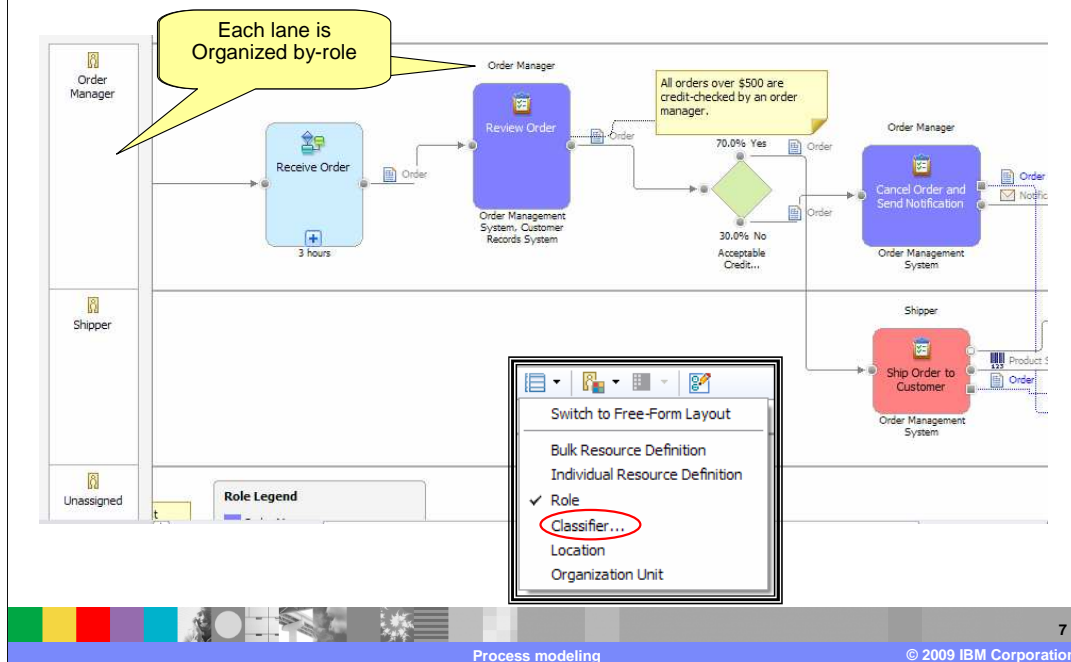 Each lane is
Organized by-role
Order
Manager
Order Manager
All orders over $500 are
credit-checked by an order
manager.
Receive Order
3 hours
Order
Review Order
Order Management
System, Customer
Records System
Order
70.0% Yes
Order
30.0% No
Order
Acceptable
Credit...
Order Manager
Cancel Order and
Send Notification
Order Management
System
Order
Notific
Shipper
Shipper
Ship Order to
Customer
Order Management
System
123
Product S
Order
Switch to Free-Form Layout
Bulk Resource Definition
Individual Resource Definition
Role
Classifier...
Location
Organization Unit
Unassigned
t
Role Legend
7
Process modeling
© 2009 IBM Corporation